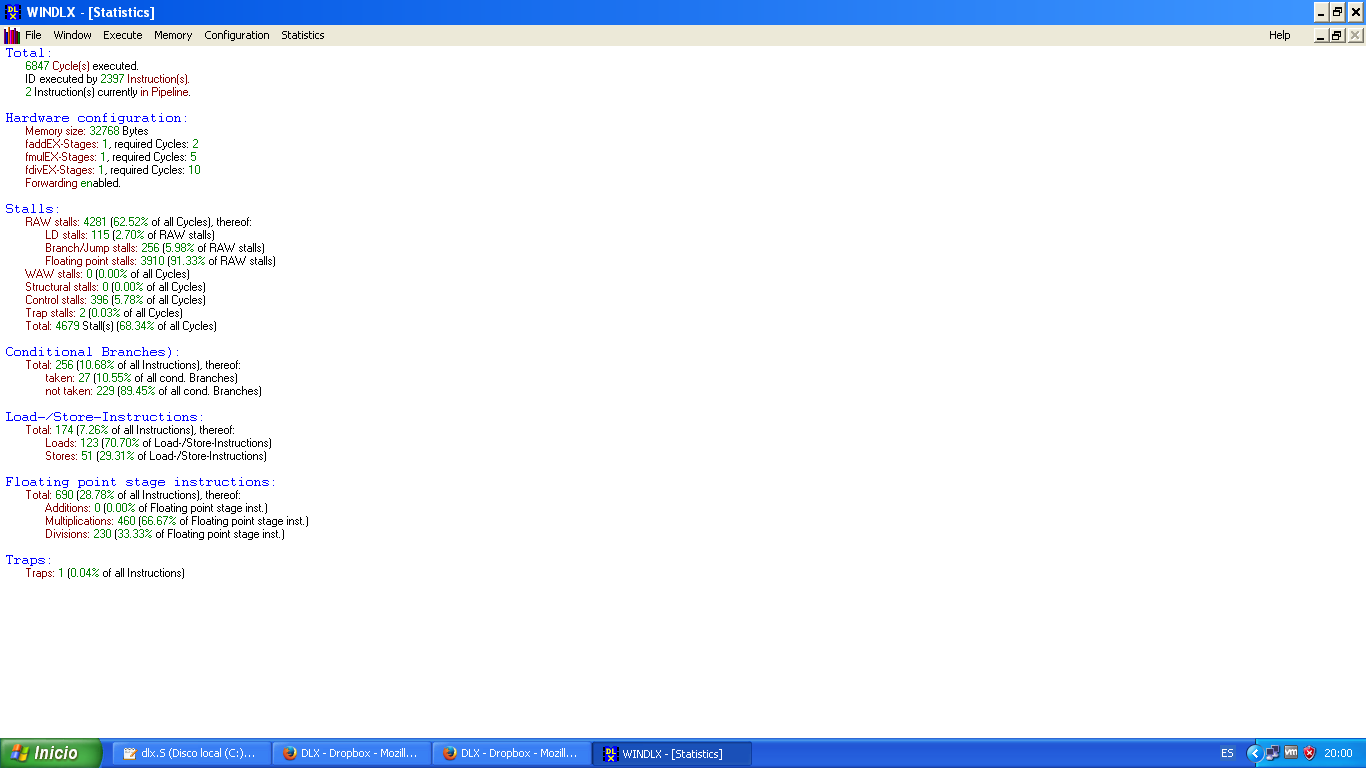 WINDLX - [Statistics]
File Window Execute Memory Configuration Statistics Help
Total:
6847 Cycle(s) executed.
ID executed by 2397 Instruction(s).
2 Instruction(s) currently in Pipeline.
Hardware configuration:
Memory size: 32768 Bytes
faddEX-Stages: 1, required Cycles: 2
fmulEX-Stages: 1, required Cycles: 5
fdivEX-Stages: 1, required Cycles: 10
Forwarding enabled.
Stalls:
RAW stalls: 4281 (62.52% of all Cycles), thereof:
LD stalls: 115 (2.70% of RAW stalls)
Branch/Jump stalls: 256 (5.98% of RAW stalls)
Floating point stalls: 3910 (91.33% of RAW stalls)
WAW stalls: 0 (0.00% of all Cycles)
Structural stalls: 0 (0.00% of all Cycles)
Control stalls: 396 (5.78% of all Cycles)
Trap stalls: 2 (0.03% of all Cycles)
Total: 4679 Stall(s) (68.34% of all Cycles)
Conditional Branches):
Total: 256 (10.68% of all Instructions), thereof:
taken: 27 (10.55% of all cond. Branches)
not taken: 229 (89.45% of all cond. Branches)
Load-/Store-Instructions:
Total: 174 (7.26% of all Instructions), thereof:
Loads: 123 (70.70% of Load-/Store-Instructions)
Stores: 51 (29.31% of Load-/Store-Instructions)
Floating point stage instructions:
Total: 690 (28.78% of all Instructions), thereof:
Additions: 0 (0.00% of Floating point stage inst.)
Multiplications: 460 (66.67% of Floating point stage inst.)
Divisions: 230 (33.33% of Floating point stage inst.)
Traps:
Traps: 1 (0.04% of all Instructions)
Inicio dlx.S (Disco local (C:)... DLX - Dropbox - Mozill... DLX - Dropbox - Mozill... WINDLX - [Statistics] ES 20:00